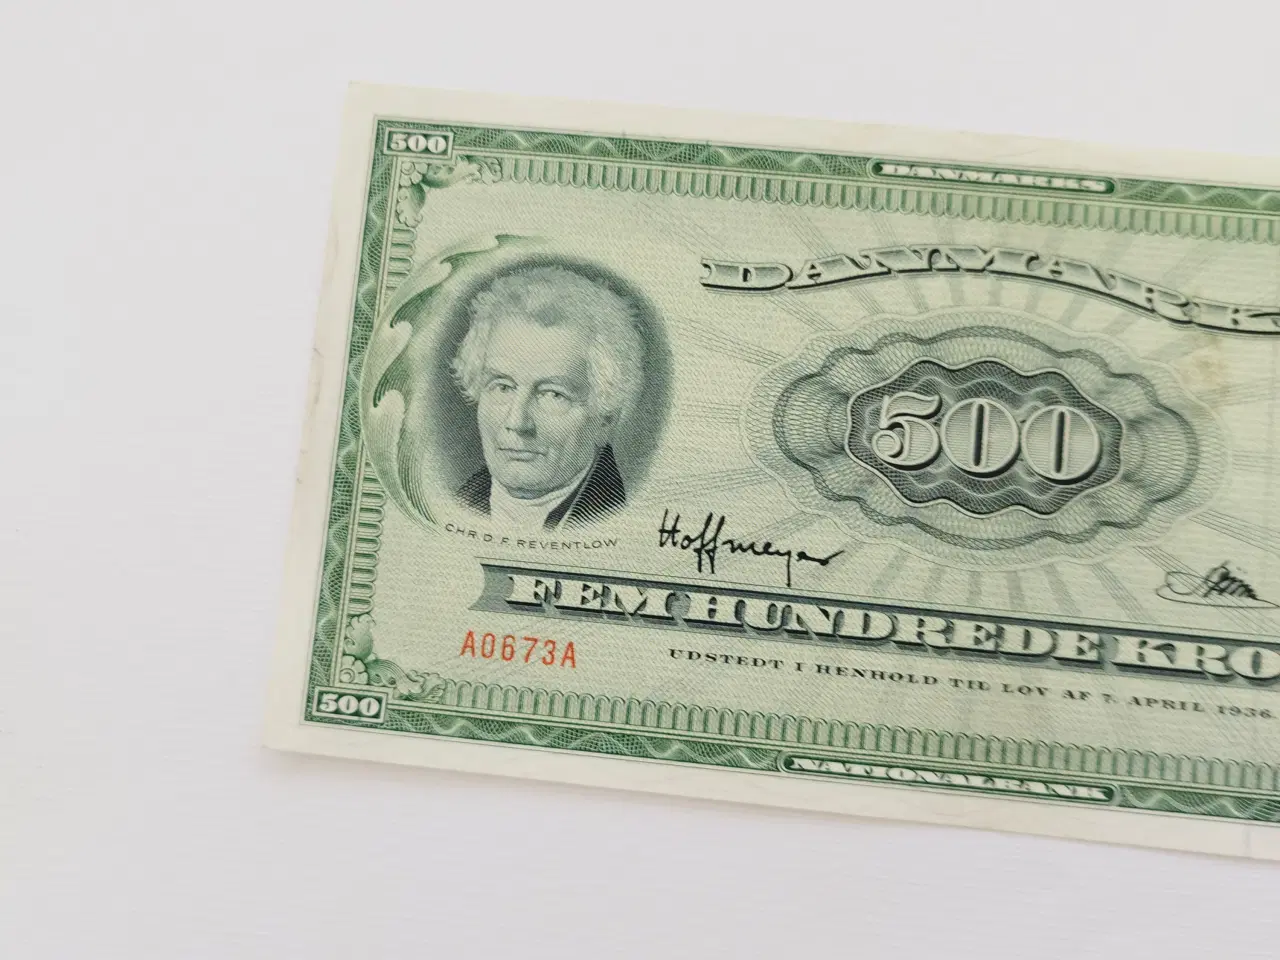 500
DANMARKS
DANMARK
500
CHR D. F. REVENTLOW
Hoffmeyer
FEM HUNDREDE KRO
A0673A
UDSTEDT I HENHOLD TIL LOV AF 7. APRIL 1936.
500
NATIONALBANK